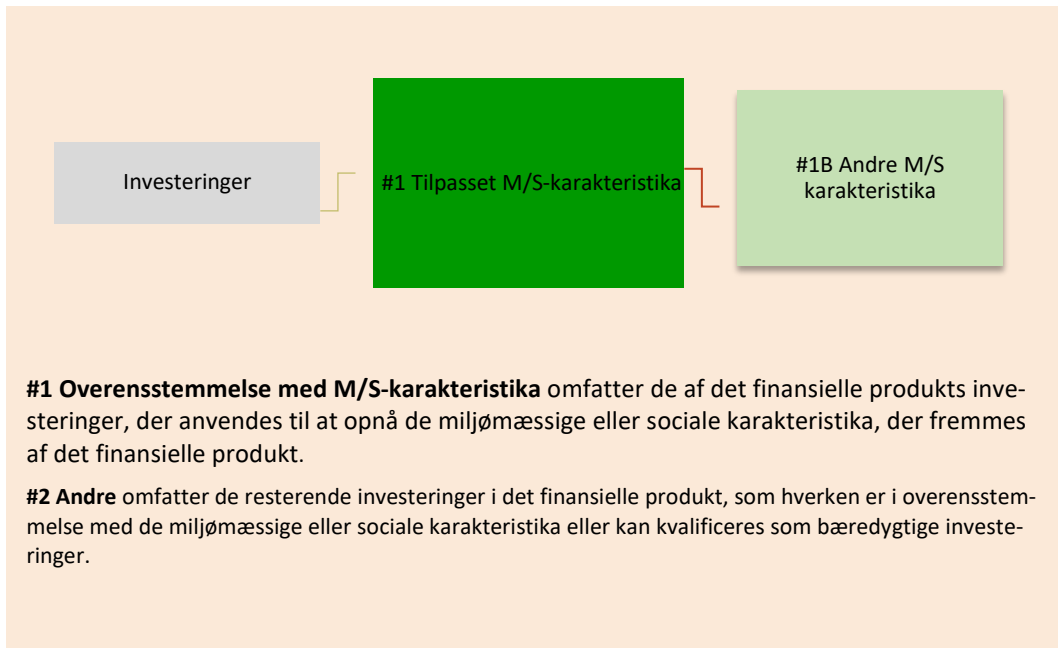 Investeringer
#1 Tilpasset M/S-karakteristika
#1B Andre M/S
karakteristika
#1 Overensstemmelse med M/S-karakteristika omfatter de af det finansielle produkts inve-
steringer, der anvendes til at opnå de miljømæssige eller sociale karakteristika, der fremmes
af det finansielle produkt.
#2 Andre omfatter de resterende investeringer i det finansielle produkt, som hverken er i overensstem-
melse med de miljømæssige eller sociale karakteristika eller kan kvalificeres som bæredygtige investe-
ringer.